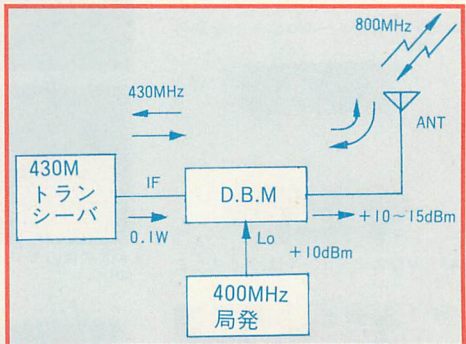 800MHz
430MHz
ANT
430M
トラン
シーバ
IF
D.B.M
0.1W
Lo
+10~15dBm
+10dBm
400MHz
局発